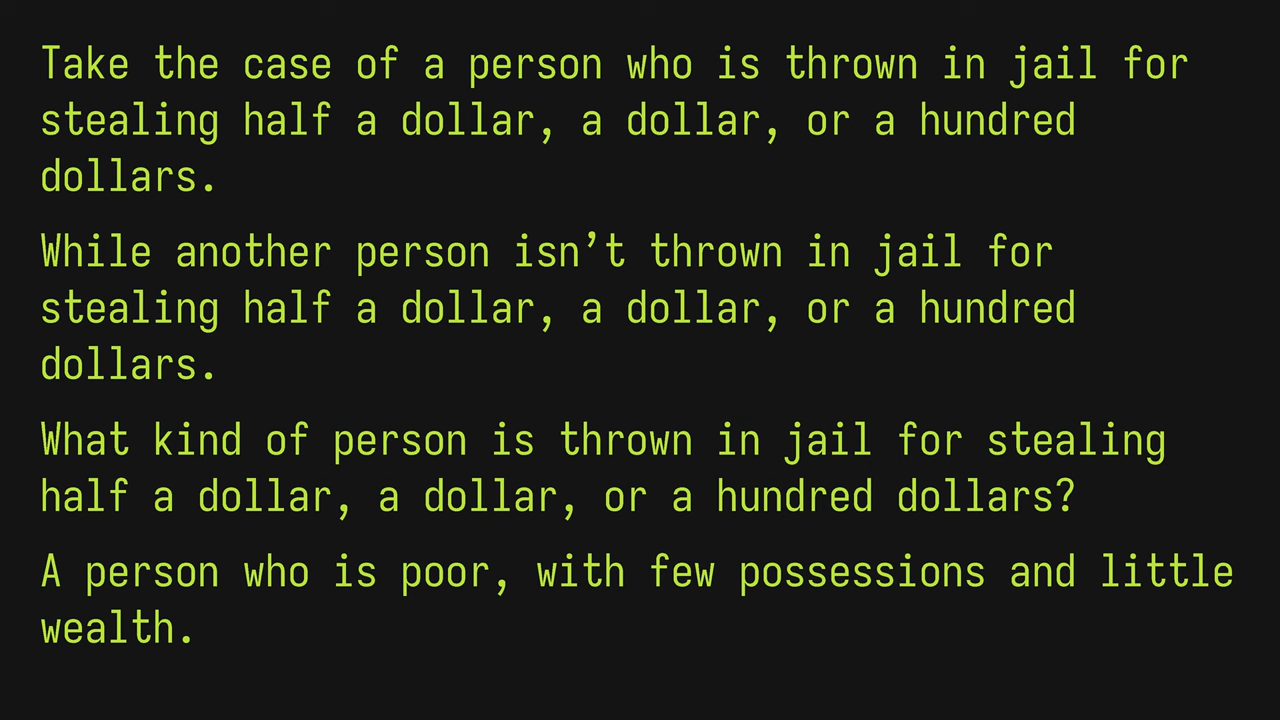 Take the case of a person who is thrown in jail for
stealing half a dollar, a dollar, or a hundred
dollars.
While another person isn’t thrown in jail for
stealing half a dollar, a dollar, or a hundred
dollars.
What kind of person is thrown in jail for stealing
half a dollar, a dollar, or a hundred dollars?
A person who is poor, with few possessions and little
wealth.